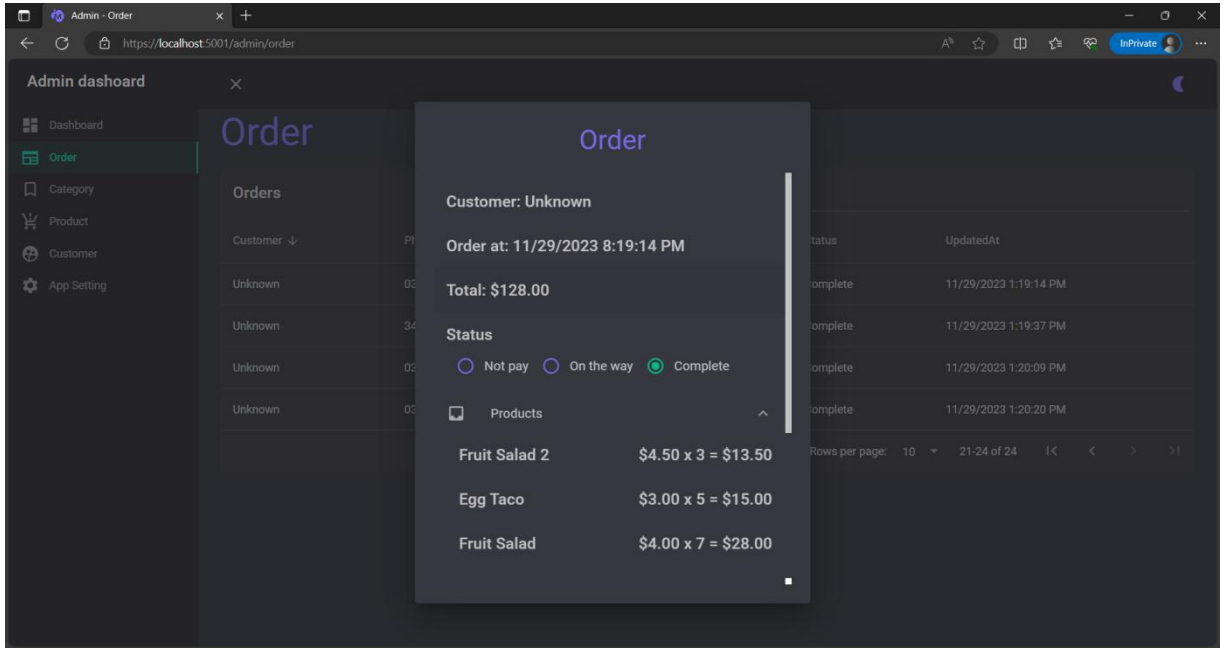 Admin - Order
https://localhost:5001/admin/order
InPrivate
Admin dashoard
Dashboard
Order
Category
Product
Customer
App Setting
Order
Orders
Customer
UpdatedAt
Unknown 03
omplete 11/29/2023 1:19:14 PM
Unknown 34
omplete 11/29/2023 1:19:37 PM
Unknown 03
omplete 11/29/2023 1:20:09 PM
Unknown 03
omplete 11/29/2023 1:20:20 PM
Rows per page: 10 21-24 of 24
Order
Customer: Unknown
Order at: 11/29/2023 8:19:14 PM
Total: $128.00
Status
Not pay On the way Complete
Products
Fruit Salad 2 $4.50 x 3 = $13.50
Egg Taco $3.00 x 5 = $15.00
Fruit Salad $4.00 x 7 = $28.00